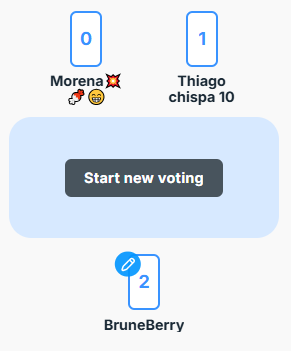 0
1
Morena💥
🍖😁
Thiago
chispa 10
Start new voting
2
BruneBerry